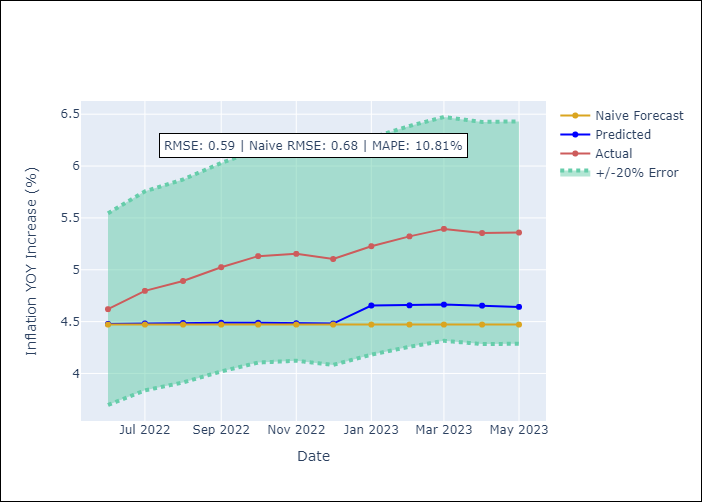 6.5
6
5.5
5
4.5
4
Inflation YOY Increase (%)
RMSE: 0.59 | Naive RMSE: 0.68 | MAPE: 10.81%
Jul 2022
Sep 2022
Nov 2022
Jan 2023
Mar 2023
May 2023
Date
Naive Forecast
Predicted
Actual
+/-20% Error